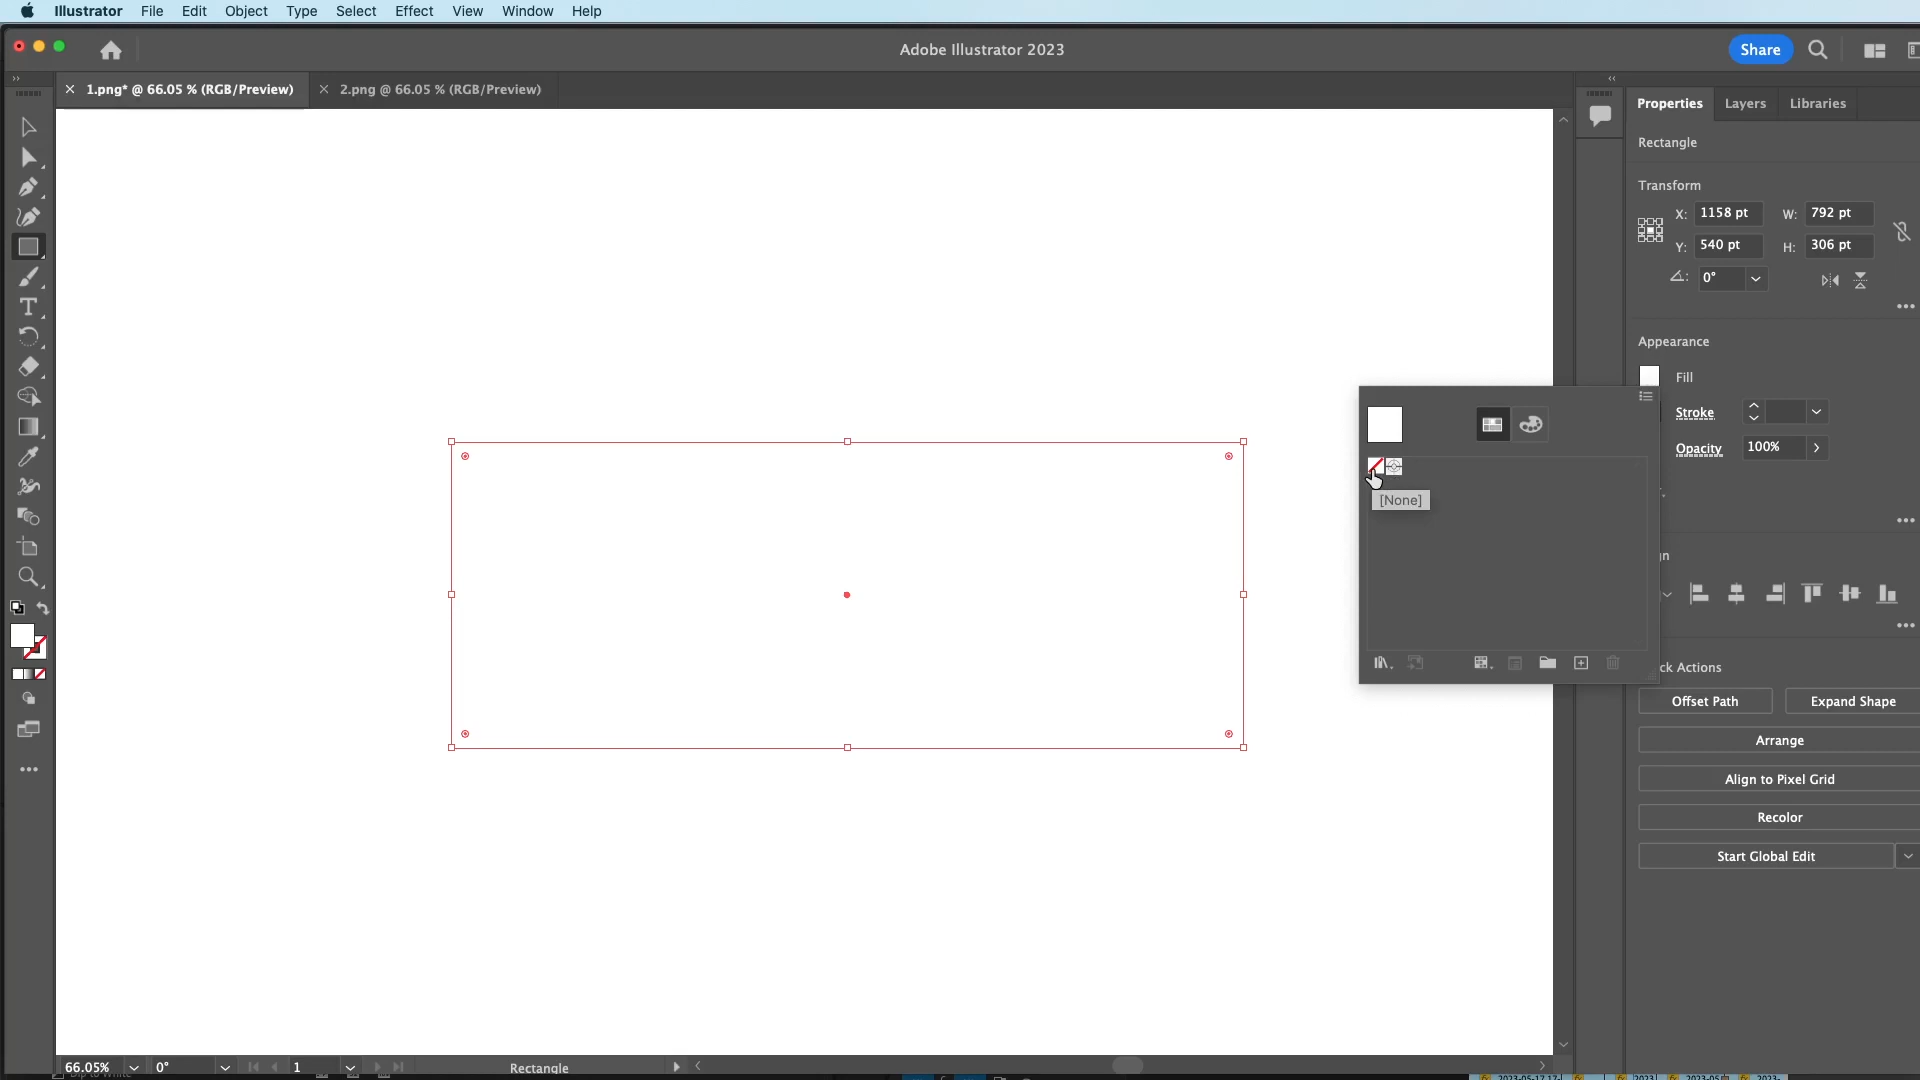 Illustrator File Edit Object Type Select Effect View Window Help
Adobe Illustrator 2023
Share
1.png* @ 66.05 % (RGB/Preview)
2.png @ 66.05 % (RGB/Preview)
Properties Layers Libraries
Rectangle
Transform
X: 1158 pt W: 792 pt
Y: 540 pt H: 306 pt
0°
Appearance
Fill
Stroke
Opacity 100%
[None]
gn
ck Actions
Offset Path Expand Shape
Arrange
Align to Pixel Grid
Recolor
Start Global Edit
66.05% 0° 1 Rectangle